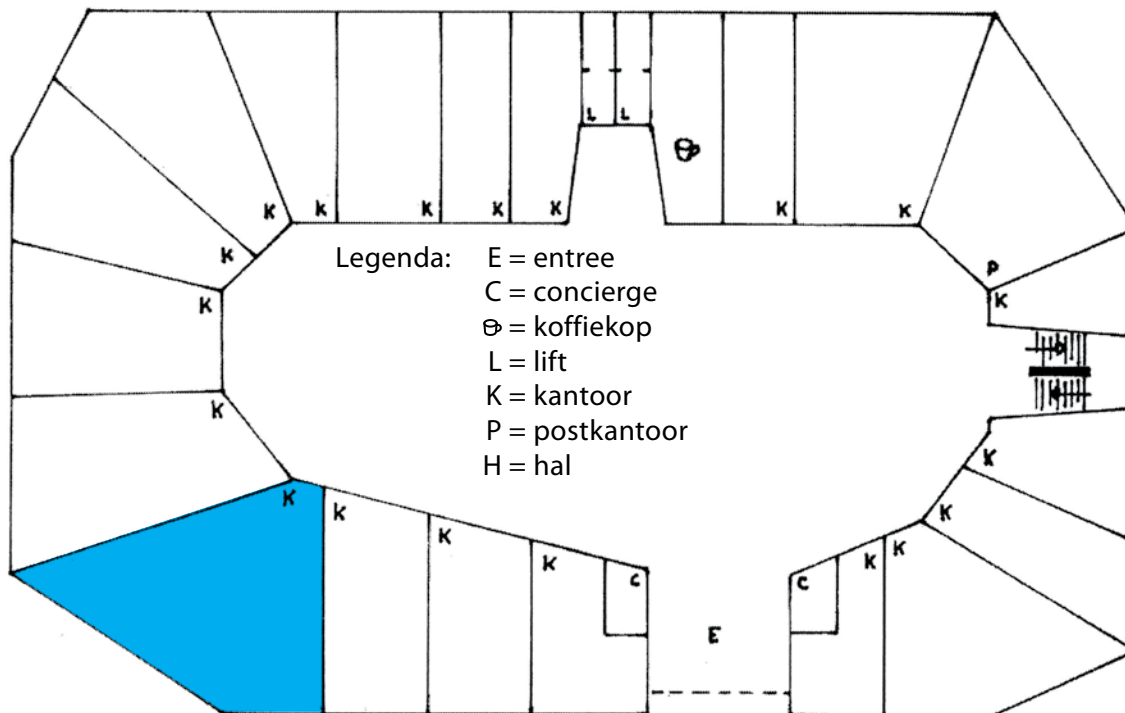 L L
K k K K K K K
K
Legenda: E = entree
C = concierge
P
K K
= koffiekop
L = lift
K = kantoor
K
P = postkantoor
H = hal
K
K
k K
K
K
K K
C C
E